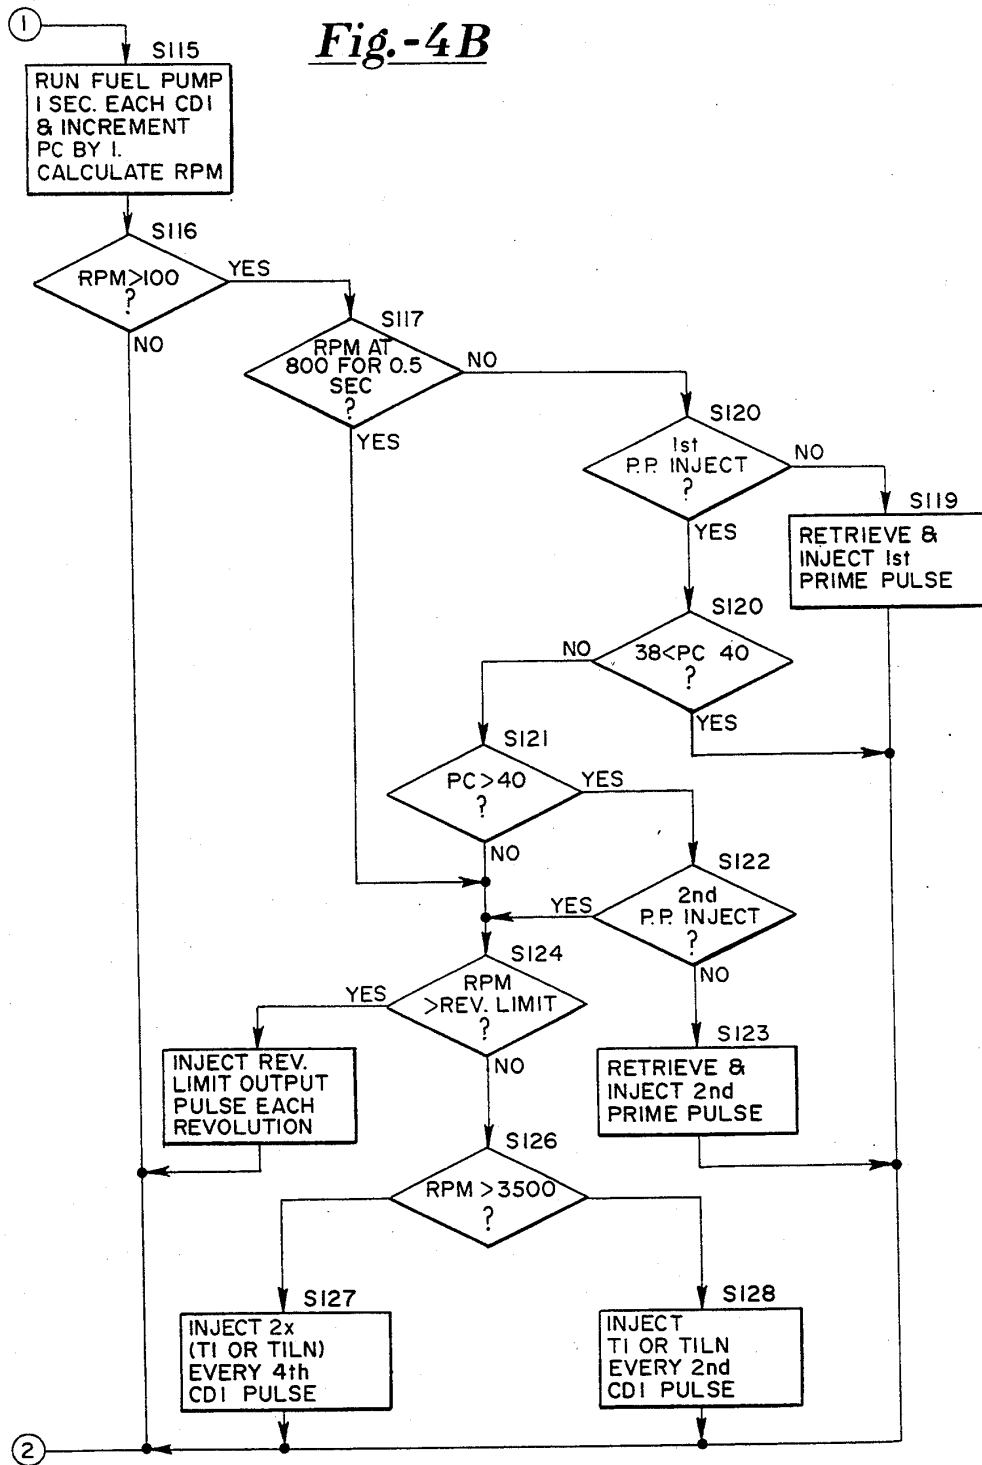 1
Fig.-4B
S115
RUN FUEL PUMP
1 SEC. EACH CDI
& INCREMENT
PC BY 1.
CALCULATE RPM
S116
RPM>100
?
YES
NO
S117
RPM AT
800 FOR 0.5
SEC
?
NO
YES
S120
1st
P.P. INJECT
?
NO
YES
S119
RETRIEVE &
INJECT 1st
PRIME PULSE
S120
38<PC 40
?
NO
YES
S121
PC>40
?
YES
NO
S122
2nd
P.P. INJECT
?
YES
NO
S124
RPM
>REV. LIMIT
?
YES
NO
INJECT REV.
LIMIT OUTPUT
PULSE EACH
REVOLUTION
S123
RETRIEVE &
INJECT 2nd
PRIME PULSE
S126
RPM >3500
?
S127
INJECT 2x
(TI OR TILN)
EVERY 4th
CDI PULSE
S128
INJECT
TI OR TILN
EVERY 2nd
CDI PULSE
2